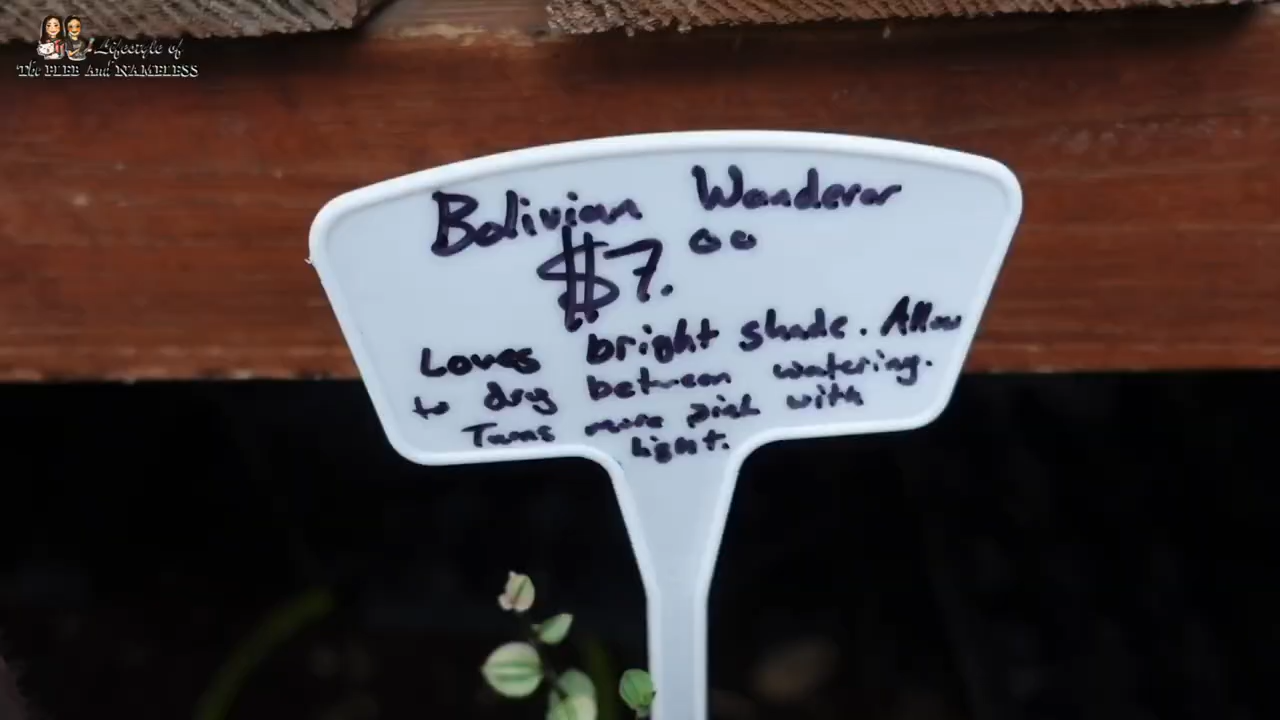 Lifestyle of
The FLEE And NAMELESS
Bolivian Wanderer
$7.00
Loves bright shade. Allow
to dry between watering.
Turns more pink with
light.